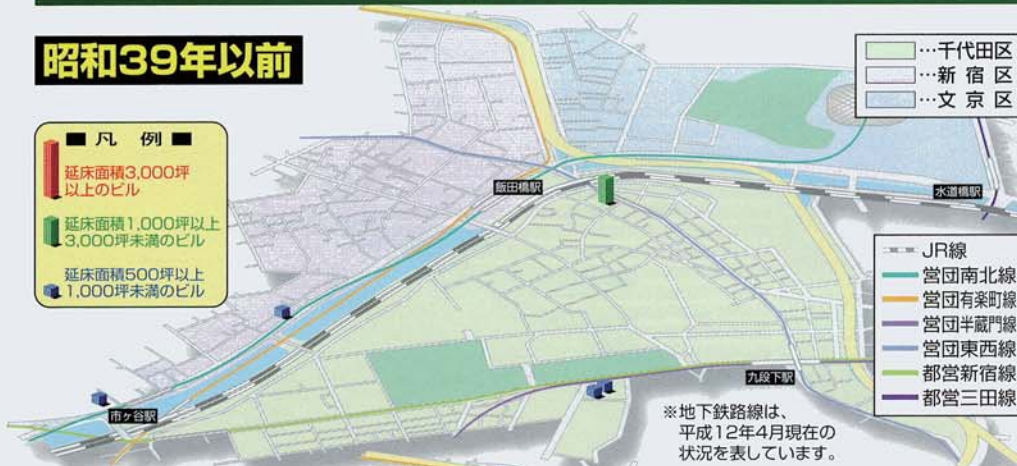 昭和39年以前
■ 凡 例 ■
延床面積3,000坪
以上のビル
延床面積1,000坪以上
3,000坪未満のビル
延床面積500坪以上
1,000坪未満のビル
…千代田区
…新 宿 区
…文 京 区
飯田橋駅
水道橋駅
市ヶ谷駅
九段下駅
JR線
営団南北線
営団有楽町線
営団半蔵門線
営団東西線
都営新宿線
都営三田線
※地下鉄路線は、
平成12年4月現在の
状況を表しています。